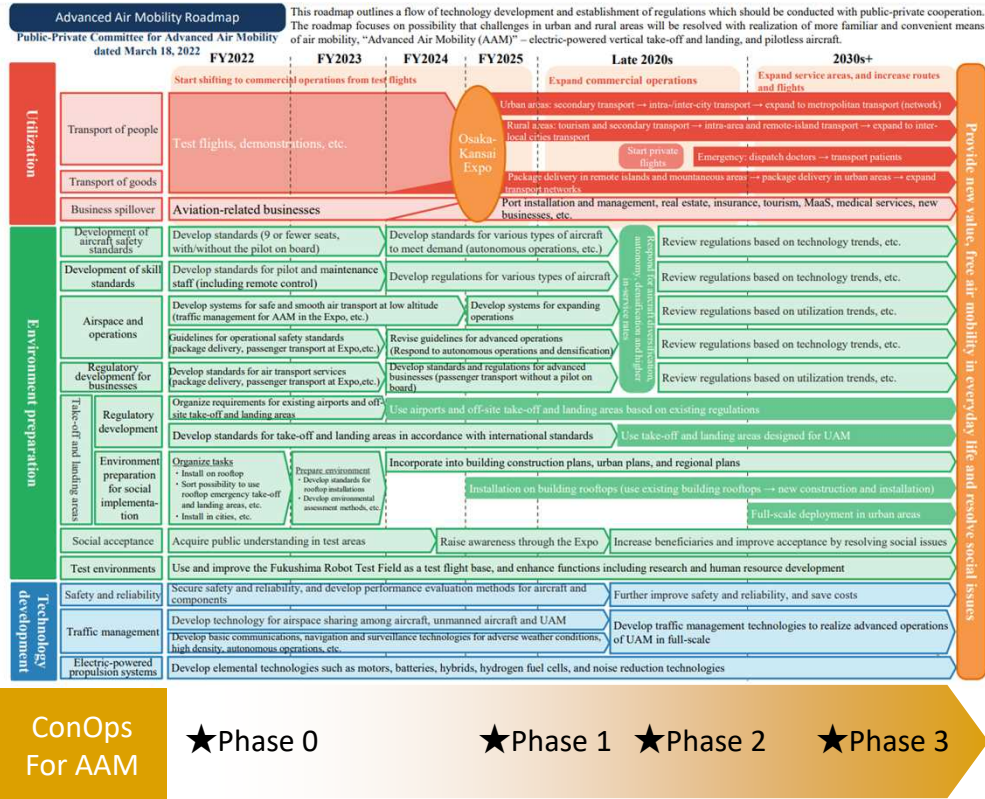 Advanced Air Mobility Roadmap
Public-Private Committee for Advanced Air Mobility
dated March 18, 2022
This roadmap outlines a flow of technology development and establishment of regulations which should be conducted with public-private cooperation.
The roadmap focuses on possibility that challenges in urban and rural areas will be resolved with realization of more familiar and convenient means
of air mobility, “Advanced Air Mobility (AAM)” – electric-powered vertical take-off and landing, and pilotless aircraft.
FY2022
FY2023
FY2024
FY2025
Late 2020s
2030s+
Utilization
Start shifting to commercial operations from test flights
Expand commercial operations
Expand service areas, and increase routes
and flights
Transport of people
Test flights, demonstrations, etc.
Osaka-
Kansai
Expo
Urban areas: secondary transport → intra-/inter-city transport → expand to metropolitan transport (network)
Rural areas: tourism and secondary transport → intra-area and remote-island transport → expand to inter-
local cities transport
Start private
flights
Emergency: dispatch doctors → transport patients
Transport of goods
Package delivery in remote islands and mountaneous areas → package delivery in urban areas → expand
transport networks
Business spillover
Aviation-related businesses
Port installation and management, real estate, insurance, tourism, MaaS, medical services, new
businesses, etc.
Environment preparation
Development of
aircraft safety
standards
Develop standards (9 or fewer seats,
with/without the pilot on board)
Develop standards for various types of aircraft
to meet demand (autonomous operations, etc.)
Respond for aircraft diversification,
autonomy, densification and higher
in-service rates
Review regulations based on technology trends, etc.
Development of skill
standards
Develop standards for pilot and maintenance
staff (including remote control)
Develop regulations for various types of aircraft
Review regulations based on technology trends, etc.
Airspace and
operations
Develop systems for safe and smooth air transport at low altitude
(traffic management for AAM in the Expo, etc.)
Develop systems for expanding
operations
Review regulations based on utilization trends, etc.
Guidelines for operational safety standards
(package delivery, passenger transport at Expo,etc.)
Revise guidelines for advanced operations
(Respond to autonomous operations and densification)
Review regulations based on technology trends, etc.
Regulatory
development for
businesses
Develop standards for air transport services
(package delivery, passenger transport at Expo,etc.)
Develop standards and regulations for advanced
businesses (passenger transport without a pilot on
board)
Review regulations based on utilization trends, etc.
Take-off and landing areas
Regulatory
development
Organize requirements for existing airports and off-
site take-off and landing areas
Use airports and off-site take-off and landing areas based on existing regulations
Develop standards for take-off and landing areas in accordance with international standards
Use take-off and landing areas designed for UAM
Environment
preparation
for social
implementa-
tion
Organize tasks
・Install on rooftop
・Sort possibility to use
rooftop emergency take-off
and landing areas, etc.
・Install in cities, etc.
Prepare environment
・Develop standards for
rooftop installations
・Develop environmental
assessment methods, etc.
Incorporate into building construction plans, urban plans, and regional plans
Installation on building rooftops (use existing building rooftops → new construction and installation)
Full-scale deployment in urban areas
Social acceptance
Acquire public understanding in test areas
Raise awareness through the Expo
Increase beneficiaries and improve acceptance by resolving social issues
Test environments
Use and improve the Fukushima Robot Test Field as a test flight base, and enhance functions including research and human resource development
Technology
development
Safety and reliability
Secure safety and reliability, and develop performance evaluation methods for aircraft and
components
Further improve safety and reliability, and save costs
Traffic management
Develop technology for airspace sharing among aircraft, unmanned aircraft and UAM
Develop basic communications, navigation and surveillance technologies for adverse weather conditions,
high density, autonomous operations, etc.
Develop traffic management technologies to realize advanced operations
of UAM in full-scale
Electric-powered
propulsion systems
Develop elemental technologies such as motors, batteries, hybrids, hydrogen fuel cells, and noise reduction technologies
Provide new value, free air mobility in everyday life and resolve social issues
ConOps
For AAM
★Phase 0
★Phase 1
★Phase 2
★Phase 3